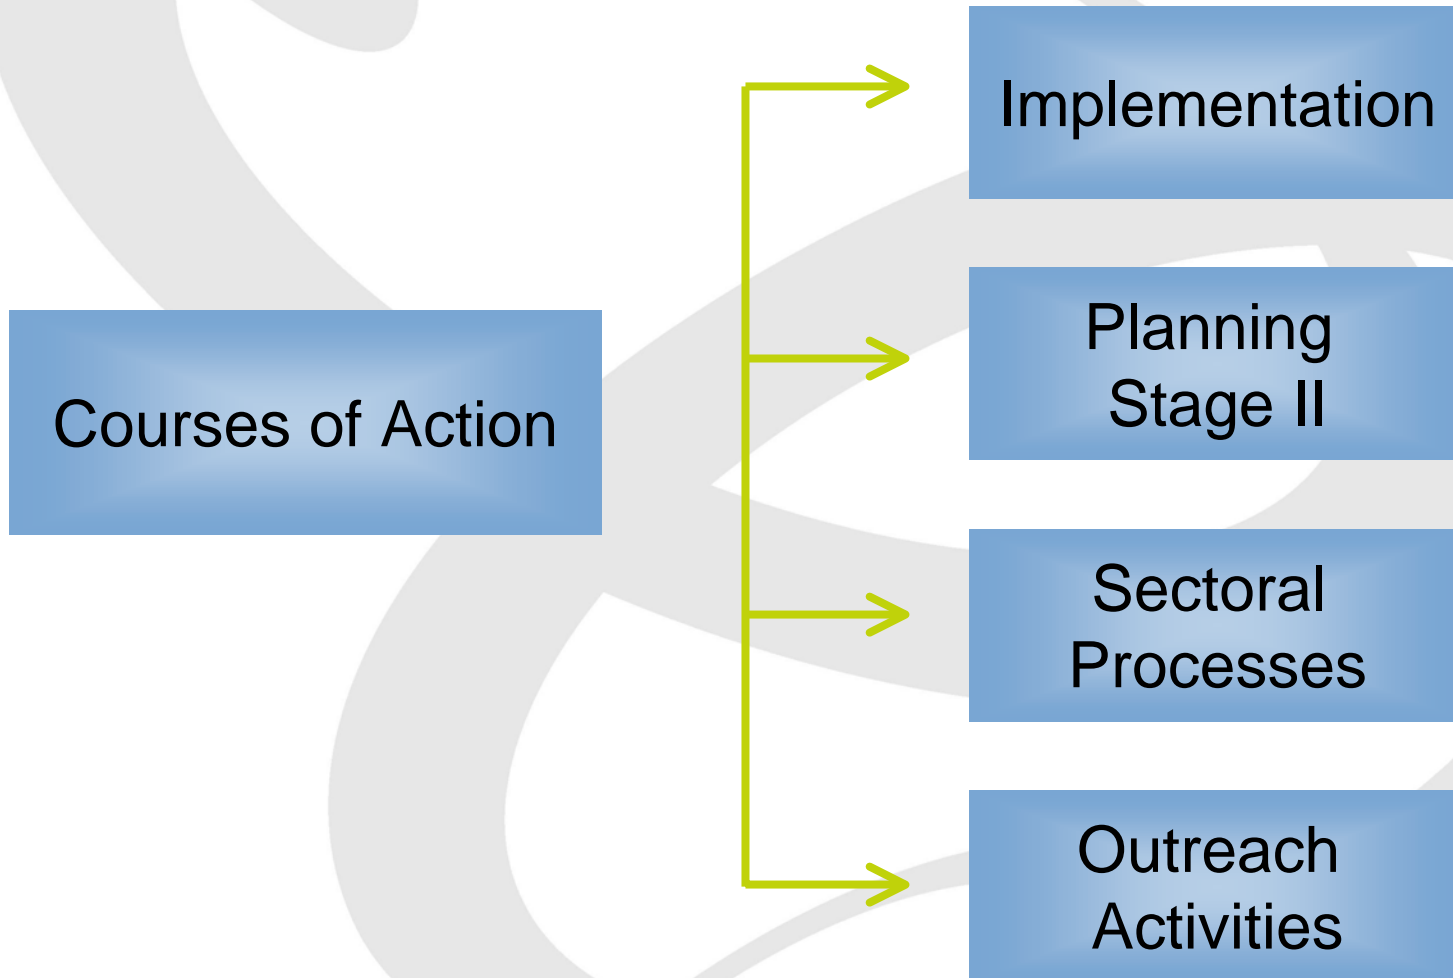 Courses of Action
Implementation
Planning
Stage II
Sectoral
Processes
Outreach
Activities